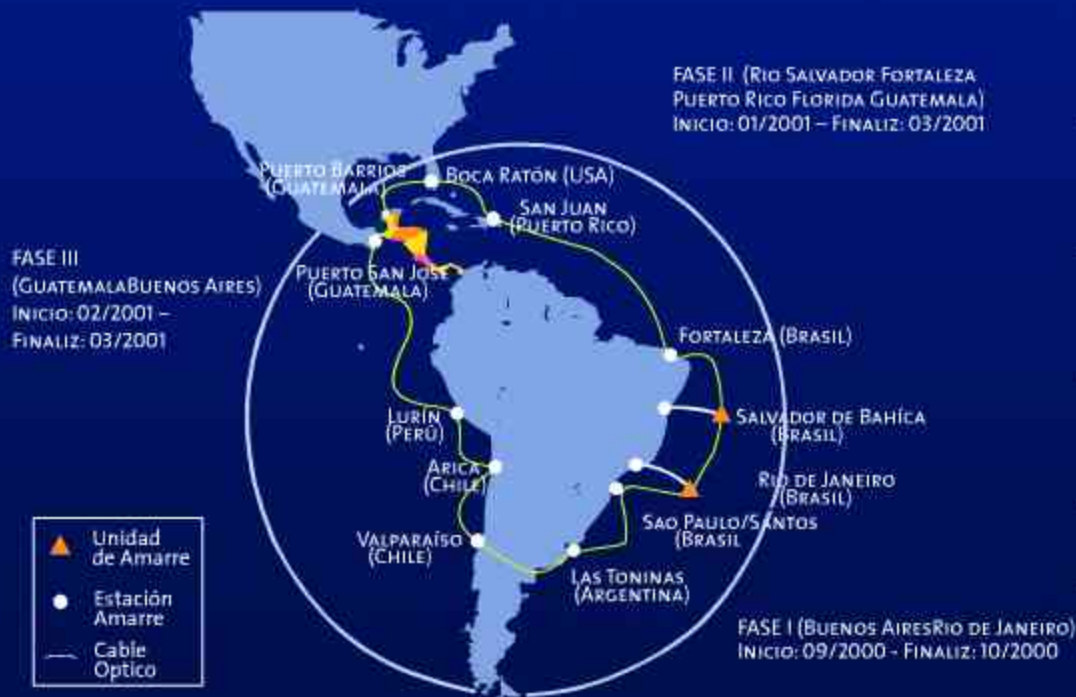 FASE II (RIO SALVADOR FORTALEZA
PUERTO RICO FLORIDA GUATEMALA)
INICIO: 01/2001 – FINALIZ: 03/2001
PUERTO BARRIOS
(GUATEMALA)
BOCA RATÓN (USA)
SAN JUAN
(PUERTO RICO)
FASE III
(GUATEMALABUENOS AIRES)
INICIO: 02/2001 –
FINALIZ: 03/2001
PUERTO SAN JOSÉ
(GUATEMALA)
FORTALEZA (BRASIL)
LURÍN
(PERÚ)
SALVADOR DE BAHÍCA
(BRASIL)
ARICA
(CHILE)
RIO DE JANEIRO
(BRASIL)
SAO PAULO/SANTOS
(BRASIL
VALPARAÍSO
(CHILE)
LAS TONINAS
(ARGENTINA)
Unidad
de Amarre
Estación
Amarre
Cable
Optico
FASE I (BUENOS AIRESRIO DE JANEIRO)
INICIO: 09/2000 - FINALIZ: 10/2000